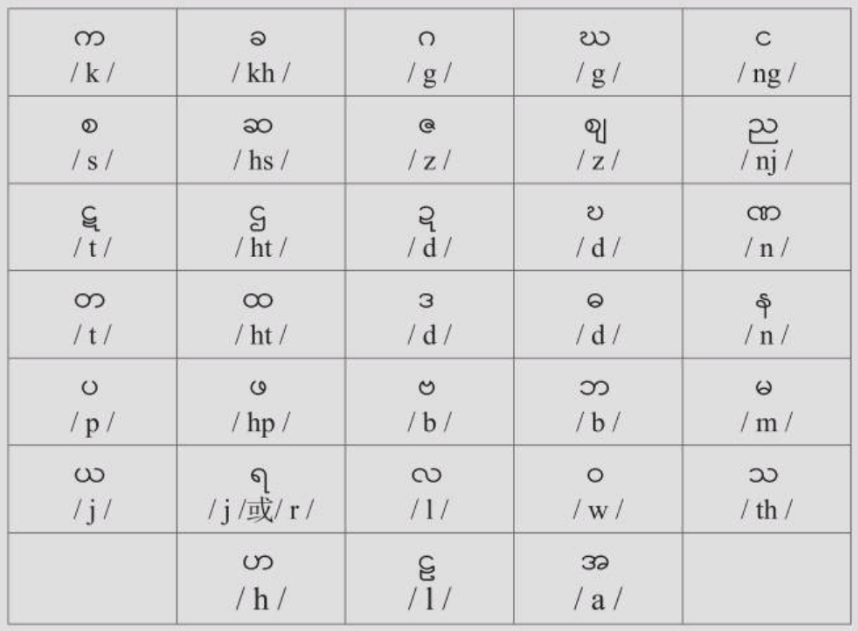 က ခ ဂ ဃ င
/ k / / kh / / g / / g / / ng /
စ ဆ ဇ ဈ ည
/ s / / hs / / z / / z / / nj /
ဋ ဌ ဍ ဎ ဏ
/ t / / ht / / d / / d / / n /
တ ထ ဒ ဓ န
/ t / / ht / / d / / d / / n /
ပ ဖ ဗ ဘ မ
/ p / / hp / / b / / b / / m /
ယ ရ လ ဝ သ
/ j / / j /或/ r / / l / / w / / th /
ဟ ဠ အ
/ h / / l / / a /